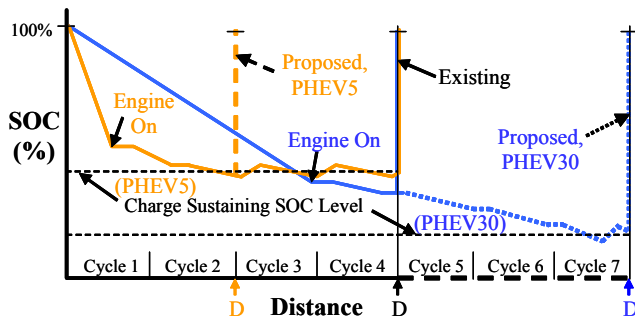 100%
SOC
(%)
Engine
On
Proposed,
PHEV5
Existing
Engine On
Proposed,
PHEV30
(PHEV5)
Charge Sustaining SOC Level
(PHEV30)
Cycle 1
Cycle 2
Cycle 3
Cycle 4
Cycle 5
Cycle 6
Cycle 7
D
Distance
D
D